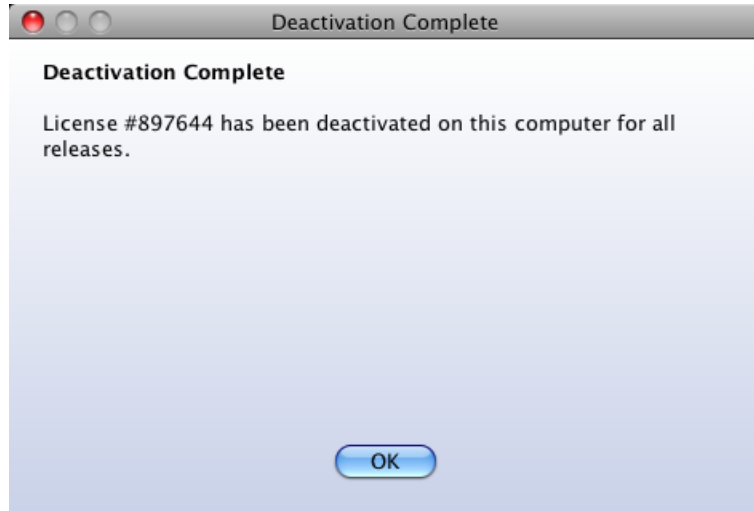 Deactivation Complete
Deactivation Complete
License #897644 has been deactivated on this computer for all
releases.
OK